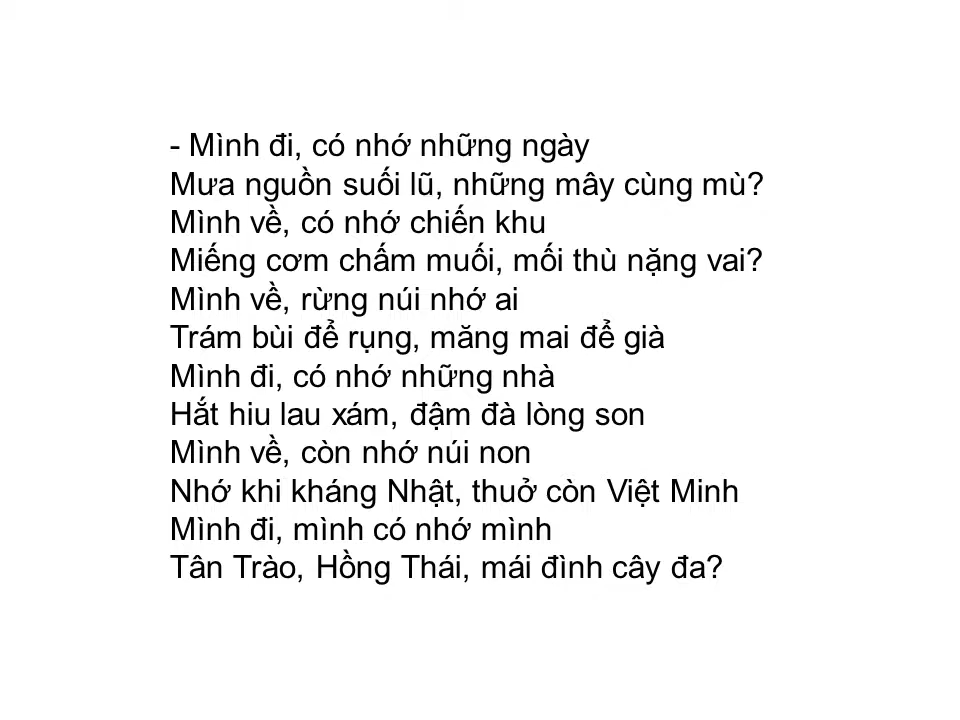 - Mình đi, có nhớ những ngày
Mưa nguồn suối lũ, những mây cùng mù?
Mình về, có nhớ chiến khu
Miếng cơm chấm muối, mối thù nặng vai?
Mình về, rừng núi nhớ ai
Trám bùi để rụng, măng mai để già
Mình đi, có nhớ những nhà
Hắt hiu lau xám, đậm đà lòng son
Mình về, còn nhớ núi non
Nhớ khi kháng Nhật, thuở còn Việt Minh
Mình đi, mình có nhớ mình
Tân Trào, Hồng Thái, mái đình cây đa?